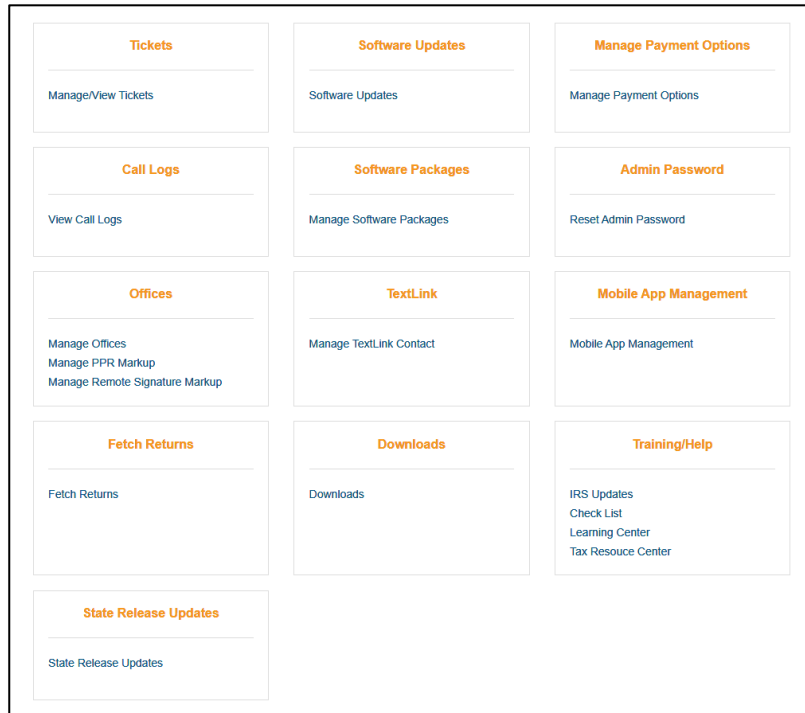 Tickets
Manage/View Tickets
Software Updates
Software Updates
Manage Payment Options
Manage Payment Options
Call Logs
View Call Logs
Software Packages
Manage Software Packages
Admin Password
Reset Admin Password
Offices
Manage Offices
Manage PPR Markup
Manage Remote Signature Markup
TextLink
Manage TextLink Contact
Mobile App Management
Mobile App Management
Fetch Returns
Fetch Returns
Downloads
Downloads
Training/Help
IRS Updates
Check List
Learning Center
Tax Resouce Center
State Release Updates
State Release Updates